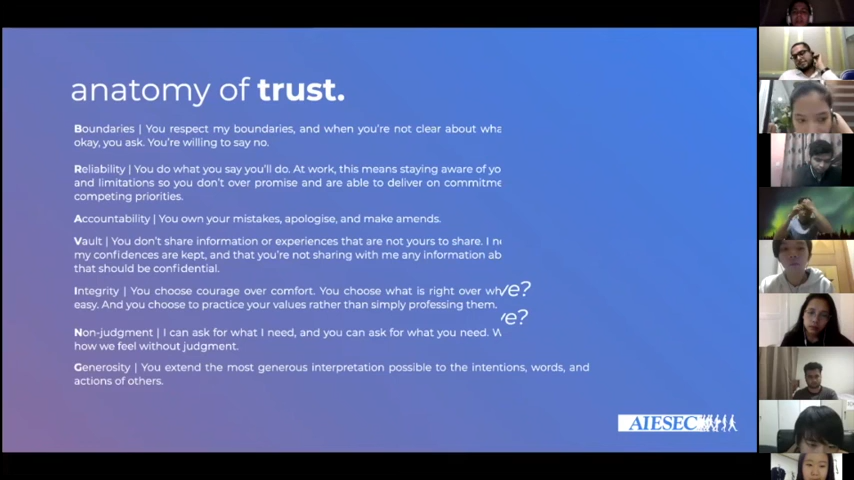 anatomy of trust.
Boundaries | You respect my boundaries, and when you're not clear about
okay, you ask. You're willing to say no.
Reliability | You do what you say you'll do. At work, this means staying aware of
and limitations so you don't over promise and are able to deliver on
competing priorities.
Accountability | You own your mistakes, apologise, and make amends.
Vault | You don't share information or experiences that are not yours to share. I
my confidences are kept, and that you're not sharing with me any information
that should be confidential.
Integrity | You choose courage over comfort. You choose what is right over
easy. And you choose to practice your values rather than simply professing them.
Non-judgment | I can ask for what I need, and you can ask for what you need.
how we feel without judgment.
Generosity | You extend the most generous interpretation possible to the intentions, words, and
actions of others.
AIESEC